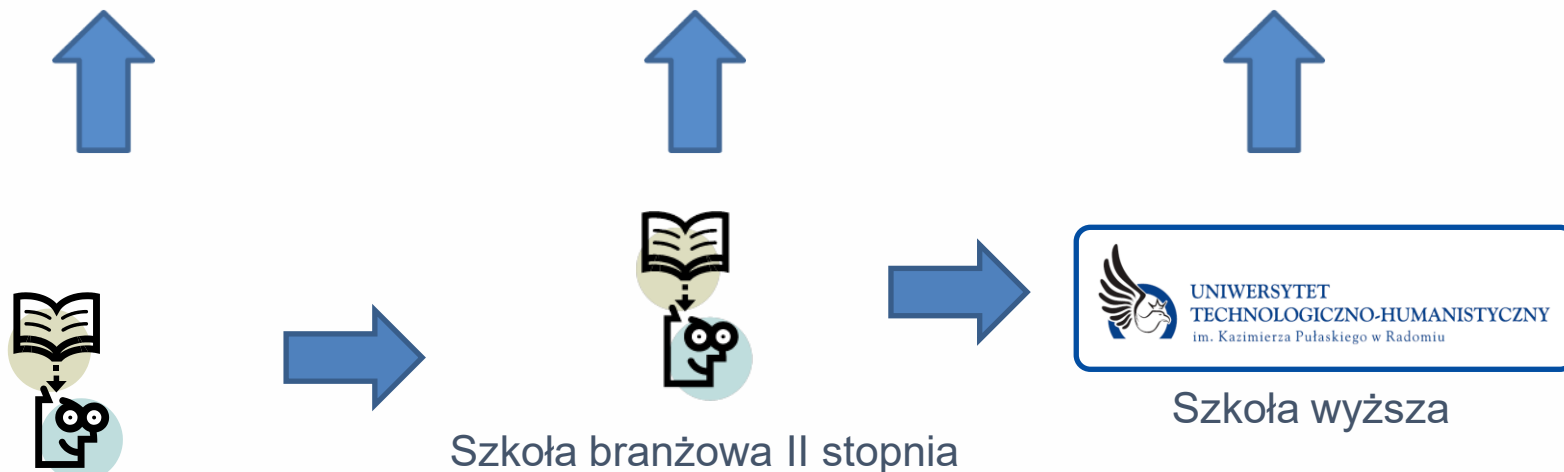 UNIWERSYTET
TECHNOLOGICZNO-HUMANISTYCZNY
im. Kazimierza Pułaskiego w Radomiu
Szkoła wyższa
Szkoła branżowa II stopnia